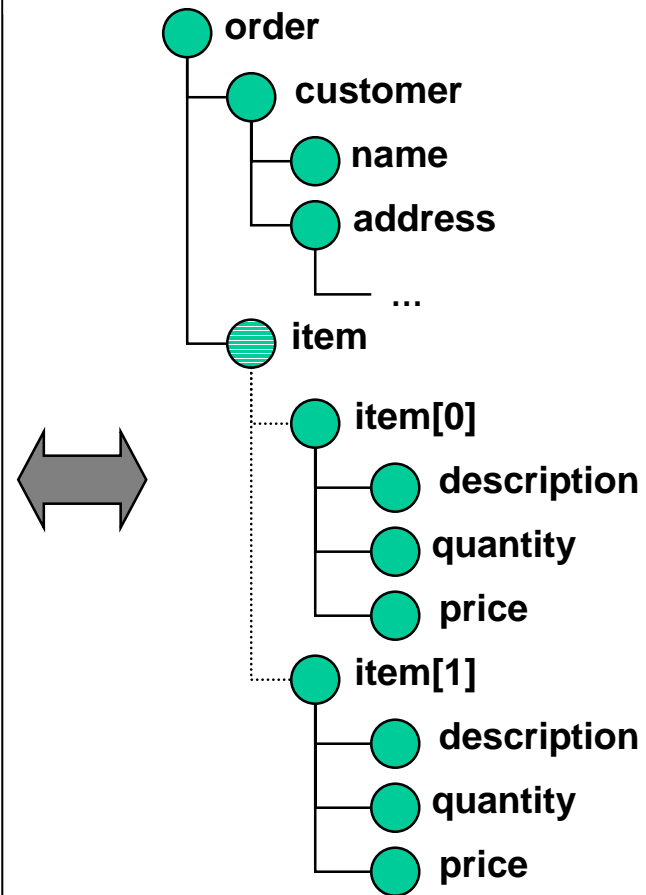 order
customer
name
address
...
item
item[0]
description
quantity
price
item[1]
description
quantity
price